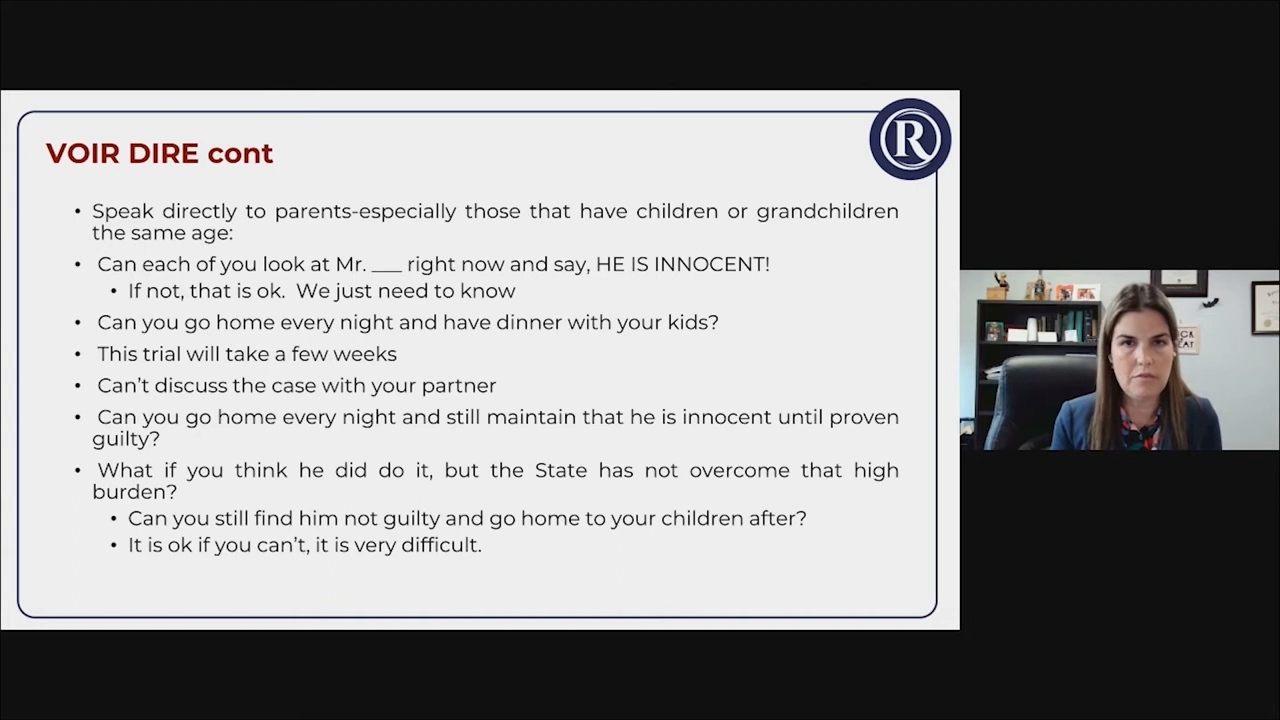 VOIR DIRE cont
R
• Speak directly to parents-especially those that have children or grandchildren
the same age:
• Can each of you look at Mr. ___ right now and say, HE IS INNOCENT!
• If not, that is ok. We just need to know
• Can you go home every night and have dinner with your kids?
• This trial will take a few weeks
• Can’t discuss the case with your partner
• Can you go home every night and still maintain that he is innocent until proven
guilty?
• What if you think he did do it, but the State has not overcome that high
burden?
• Can you still find him not guilty and go home to your children after?
• It is ok if you can’t, it is very difficult.